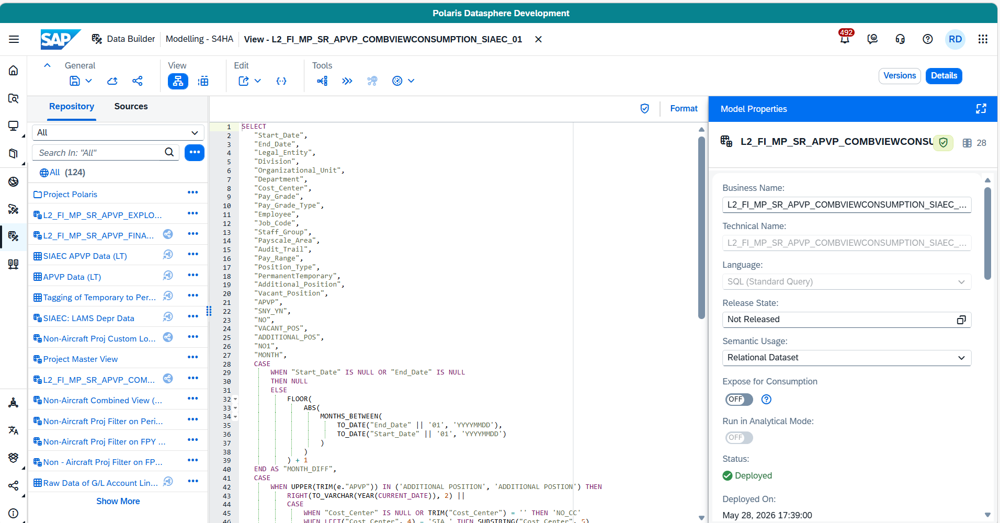 Polaris Datasphere Development
SAP Data Builder Modelling - S4HA View - L2_FI_MP_SR_APVP_COMBVIEWCONSUMPTION_SIAEC_01 492 RD
General View Edit Tools
Versions Details
Repository Sources
All
Search In: "All"
All (124)
Project Polaris
L2_FI_MP_SR_APVP_EXPLO...
L2_FI_MP_SR_APVP_FINA...
SIAEC APVP Data (LT)
APVP Data (LT)
Tagging of Temporary to Per...
SIAEC: LAMS Depr Data
Non-Aircraft Proj Custom Lo...
Project Master View
L2_FI_MP_SR_APVP_COM...
Non-Aircraft Combined View (...
Non-Aircraft Proj Filter on Peri...
Non-Aircraft Proj Filter on FPY ...
Non - Aircraft Proj Filter on FP...
Raw Data of G/L Account Lin...
Show More
Format
1 SELECT
2 "Start_Date",
3 "End_Date",
4 "Legal_Entity",
5 "Division",
6 "Organizational_Unit",
7 "Department",
8 "Cost_Center",
9 "Pay_Grade",
10 "Pay_Grade_Type",
11 "Employee",
12 "Job_Code",
13 "Staff_Group",
14 "Payscale_Area",
15 "Audit_Trail",
16 "Pay_Range",
17 "Position_Type",
18 "PermanentTemporary",
19 "Additional_Position",
20 "Vacant_Position",
21 "APVP",
22 "SNY_YN",
23 "NO",
24 "VACANT_POS",
25 "ADDITIONAL_POS",
26 "NO1",
27 "MONTH",
28 CASE
29 WHEN "Start_Date" IS NULL OR "End_Date" IS NULL
30 THEN NULL
31 ELSE
32 FLOOR(
33 ABS(
34 MONTHS_BETWEEN(
35 TO_DATE("End_Date" || '01', 'YYYYMMDD'),
36 TO_DATE("Start_Date" || '01', 'YYYYMMDD')
37 )
38 )
39 ) + 1
40 END AS "MONTH_DIFF",
41 CASE
42 WHEN UPPER(TRIM(e."APVP")) IN ('ADDITIONAL POSITION', 'ADDITIONAL POSTION') THEN
43 RIGHT(TO_VARCHAR(YEAR(CURRENT_DATE)), 2) ||
44 CASE
45 WHEN "Cost_Center" IS NULL OR TRIM("Cost_Center") = '' THEN 'NO_CC'
46 WHEN LEFT("Cost_Center", 4) = 'SIA_' THEN SUBSTRING("Cost_Center", 5)
Model Properties
L2_FI_MP_SR_APVP_COMBVIEWCONSU 28
Business Name:
L2_FI_MP_SR_APVP_COMBVIEWCONSUMPTION_SIAEC_...
Technical Name:
L2_FI_MP_SR_APVP_COMBVIEWCONSUMPTION_SIAEC_...
Language:
SQL (Standard Query)
Release State:
Not Released
Semantic Usage:
Relational Dataset
Expose for Consumption
OFF
Run in Analytical Mode:
OFF
Status:
Deployed
Deployed On:
May 28, 2026 17:39:00